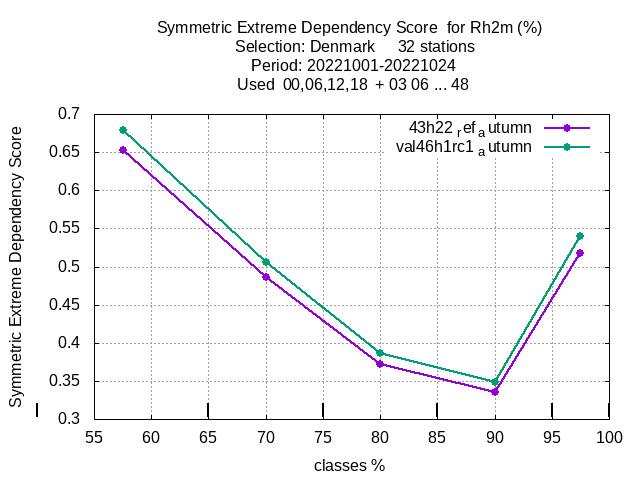 Symmetric Extreme Dependency Score for Rh2m (%)
Selection: Denmark 32 stations
Period: 20221001-20221024
Used 00,06,12,18 + 03 06 ... 48
43h22 refautumn
val46h1rc1 autumn
Symmetric Extreme Dependency Score
0.7
0.65
0.6
0.55
0.5
0.45
0.4
0.35
0.3
55 60 65 70 75 80 85 90 95 100
classes %